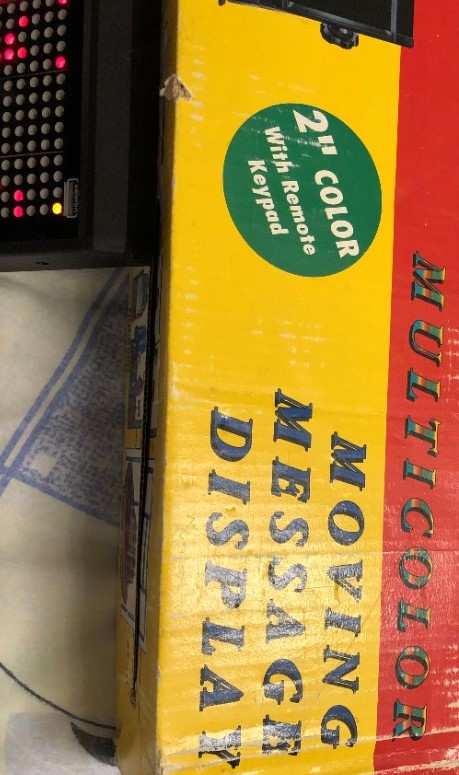 MULTICOLOR
MOVING
MESSAGE
DISPLAY
2" COLOR
With Remote
Keypad